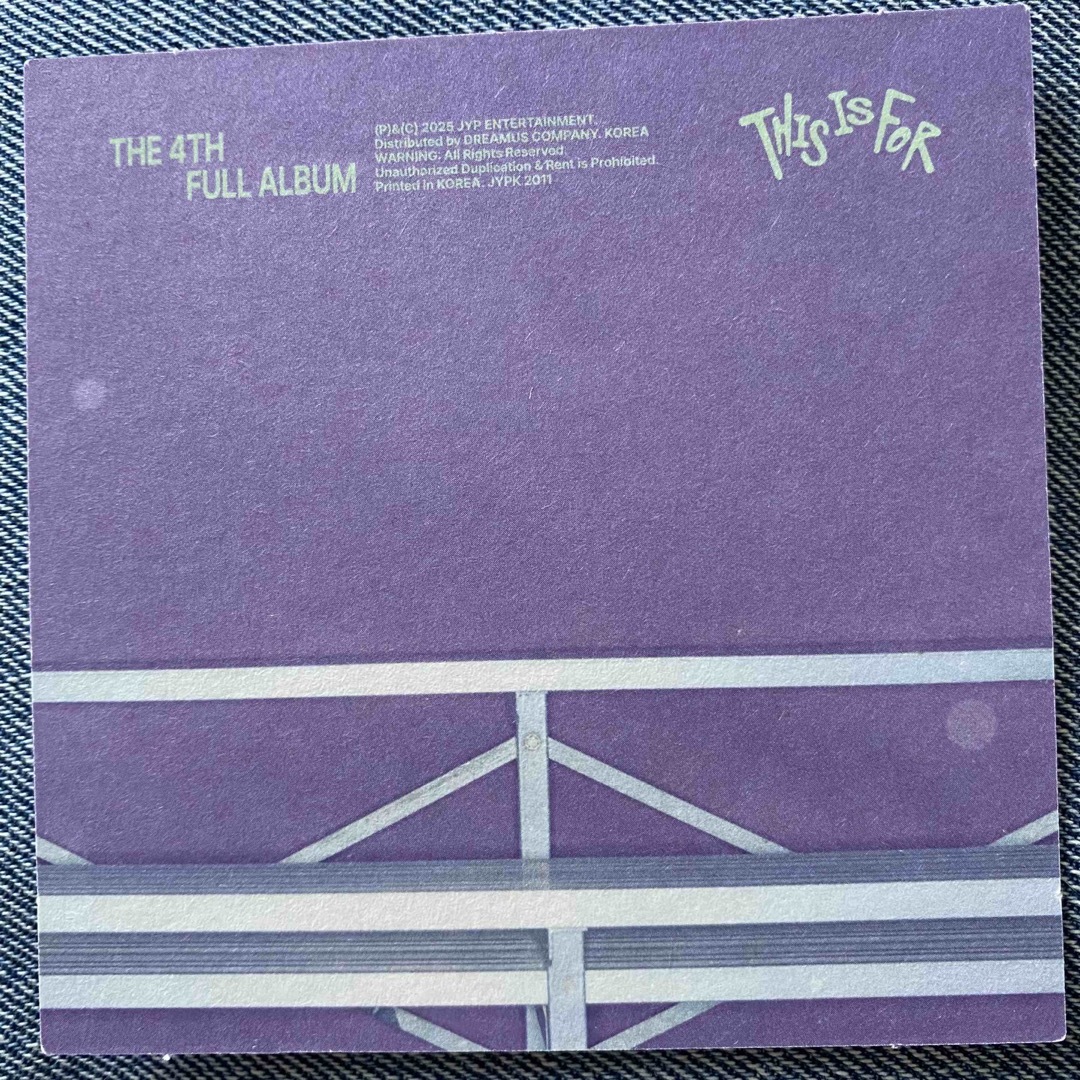 THE 4TH
FULL ALBUM
(P)&(C) 2025 JYP ENTERTAINMENT.
Distributed by DREAMUS COMPANY. KOREA
WARNING: All Rights Reserved.
Unauthorized Duplication & Rent is Prohibited.
Printed in KOREA. JYPK 2011
THIS IS FOR